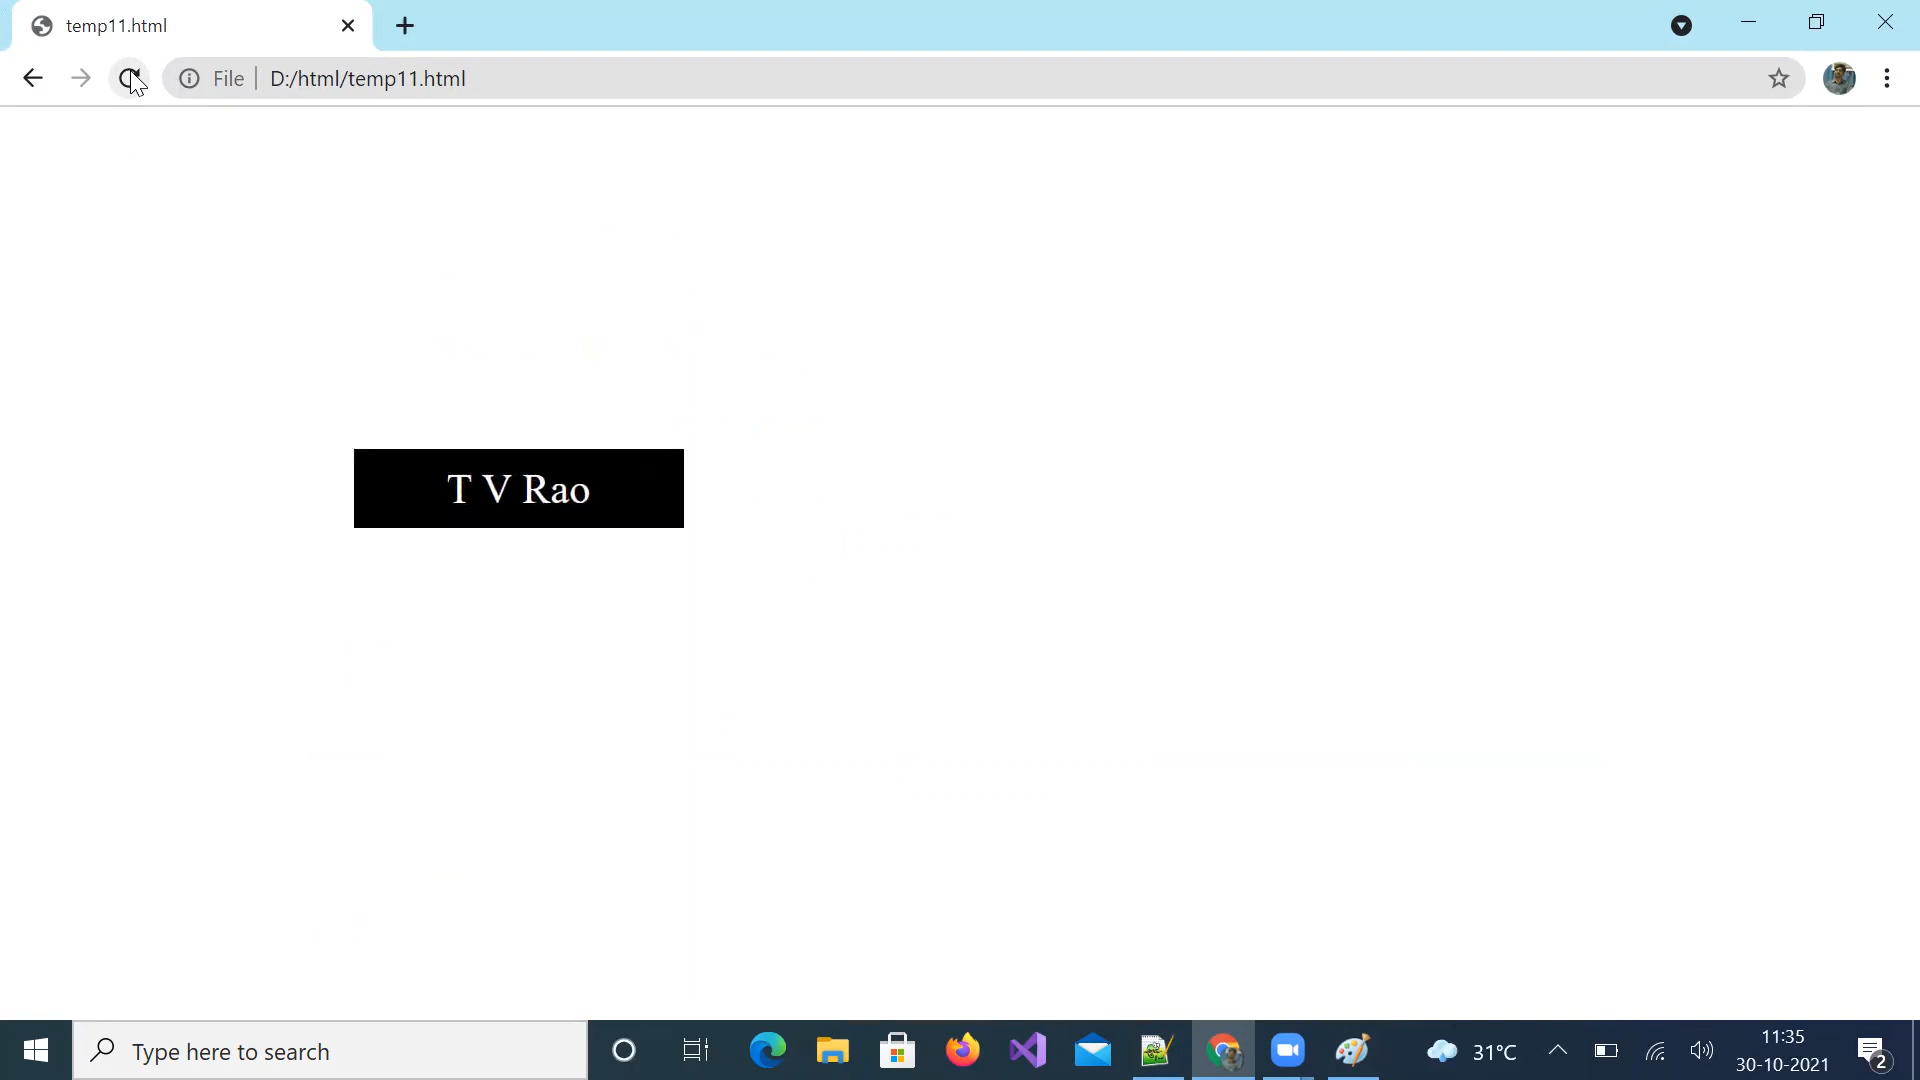 temp11.html
File
D:/html/temp11.html
T V Rao
Type here to search
31°C
11:35
30-10-2021
2